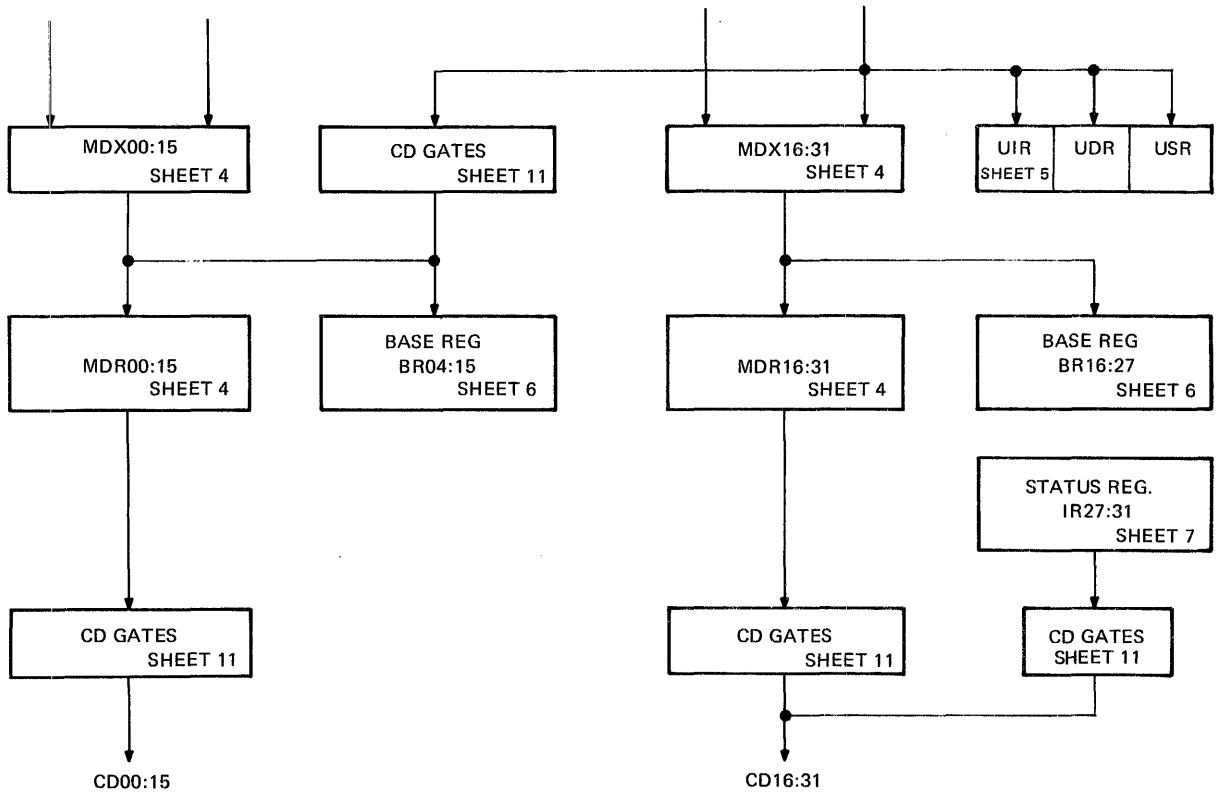 MDX00:15
SHEET 4
CD GATES
SHEET 11
MDX16:31
SHEET 4
UIR
SHEET 5
UDR
USR
MDR00:15
SHEET 4
BASE REG
BR04:15
SHEET 6
MDR16:31
SHEET 4
BASE REG
BR16:27
SHEET 6
STATUS REG.
IR27:31
SHEET 7
CD GATES
SHEET 11
CD GATES
SHEET 11
CD GATES
SHEET 11
CD00:15
CD16:31